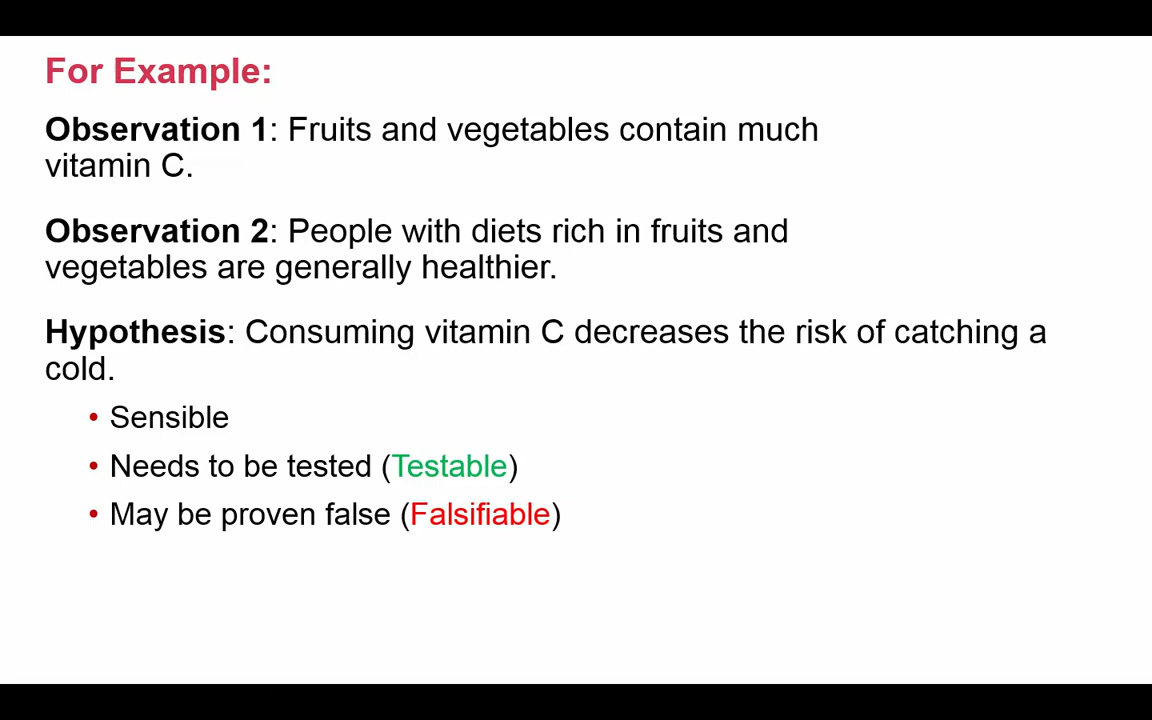 For Example:
Observation 1: Fruits and vegetables contain much
vitamin C.
Observation 2: People with diets rich in fruits and
vegetables are generally healthier.
Hypothesis: Consuming vitamin C decreases the risk of catching a
cold.
• Sensible
• Needs to be tested (Testable)
• May be proven false (Falsifiable)